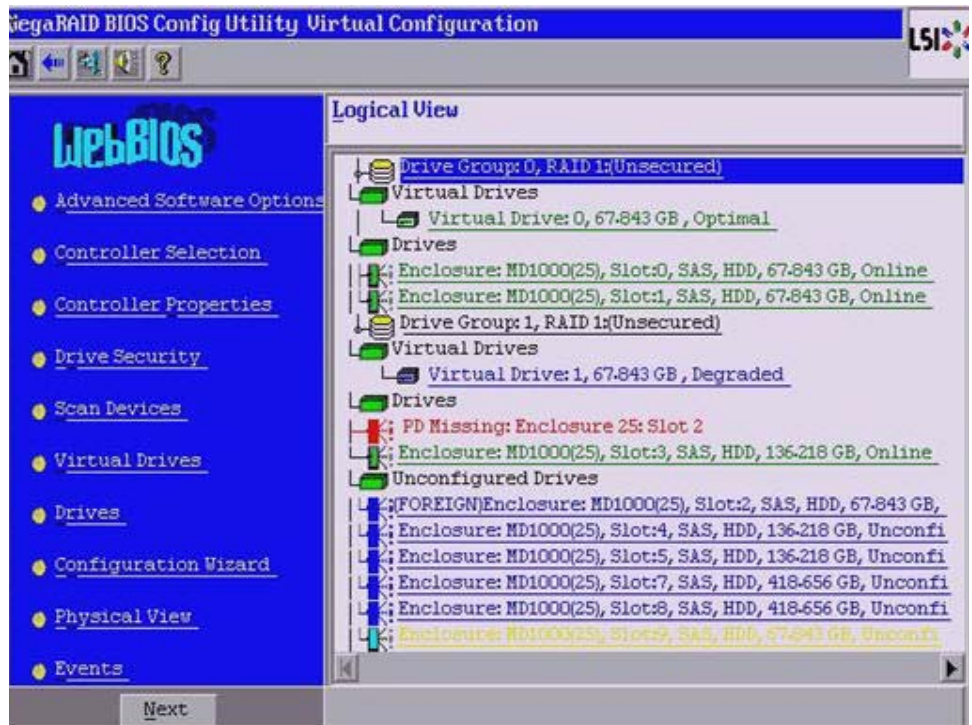 MegaRAID BIOS Config Utility Virtual Configuration
LSI
?
WebBIOS
Advanced Software Options
Controller Selection
Controller Properties
Drive Security
Scan Devices
Virtual Drives
Drives
Configuration Wizard
Physical View
Events
Next
Logical View
Drive Group: 0, RAID 1:(Unsecured)
Virtual Drives
Virtual Drive: 0, 67.843 GB , Optimal
Drives
Enclosure: MD1000(25), Slot:0, SAS, HDD, 67.843 GB, Online
Enclosure: MD1000(25), Slot:1, SAS, HDD, 67.843 GB, Online
Drive Group: 1, RAID 1:(Unsecured)
Virtual Drives
Virtual Drive: 1, 67.843 GB , Degraded
Drives
PD Missing: Enclosure 25: Slot 2
Enclosure: MD1000(25), Slot:3, SAS, HDD, 136.218 GB, Online
Unconfigured Drives
(FOREIGN)Enclosure: MD1000(25), Slot:2, SAS, HDD, 67.843 GB,
Enclosure: MD1000(25), Slot:4, SAS, HDD, 136.218 GB, Unconfi
Enclosure: MD1000(25), Slot:5, SAS, HDD, 136.218 GB, Unconfi
Enclosure: MD1000(25), Slot:7, SAS, HDD, 418.656 GB, Unconfi
Enclosure: MD1000(25), Slot:8, SAS, HDD, 418.656 GB, Unconfi
Enclosure: MD1000(25), Slot:9, SAS, HDD, 67.843 GB, Unconfi